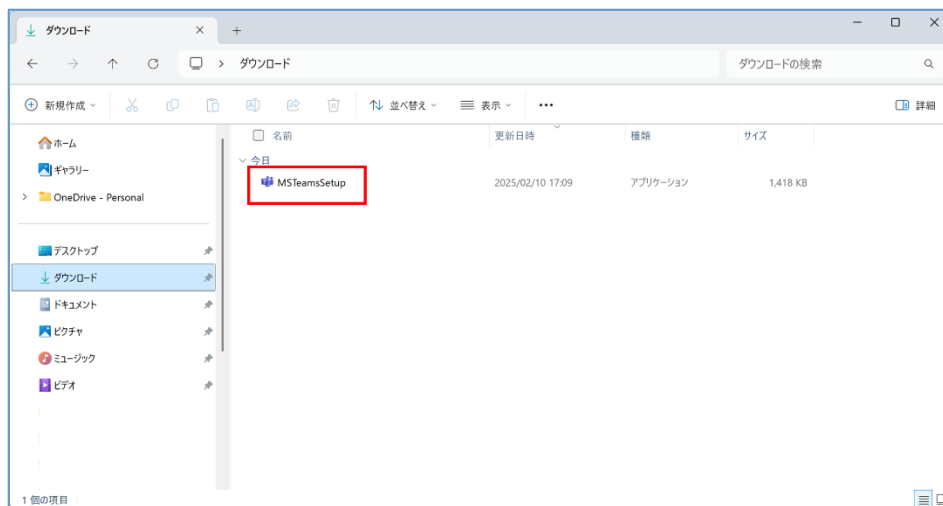 ダウンロード
ダウンロード ダウンロードの検索
新規作成 並べ替え 表示 詳細
ホーム
ギャラリー
OneDrive - Personal
デスクトップ
ダウンロード
ドキュメント
ピクチャ
ミュージック
ビデオ
名前 更新日時 種類 サイズ
今日
MSTeamsSetup 2025/02/10 17:09 アプリケーション 1,418 KB
1 個の項目